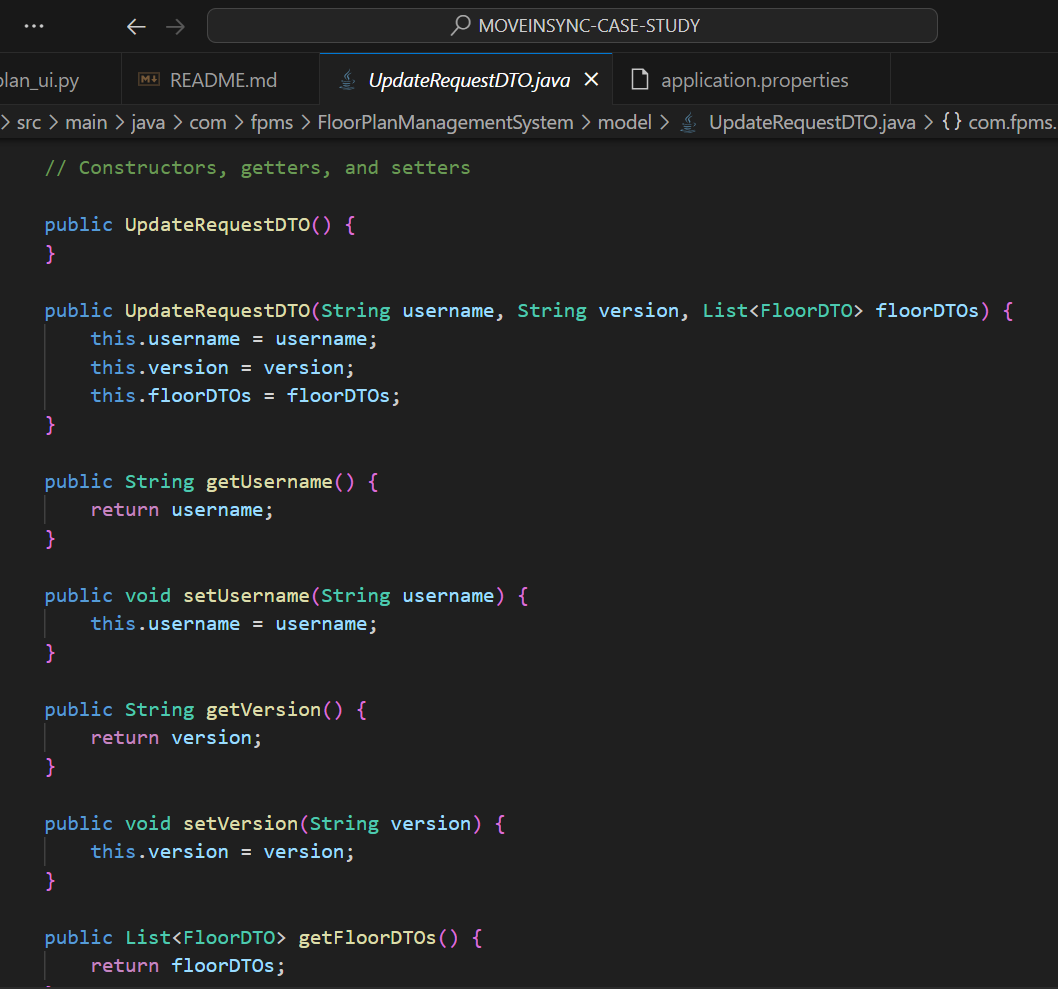 MOVEINSYNC-CASE-STUDY
plan_ui.py README.md UpdateRequestDTO.java application.properties
src > main > java > com > fpms > FloorPlanManagementSystem > model > UpdateRequestDTO.java > {} com.fpms.
// Constructors, getters, and setters
public UpdateRequestDTO() {
}
public UpdateRequestDTO(String username, String version, List<FloorDTO> floorDTOs) {
this.username = username;
this.version = version;
this.floorDTOs = floorDTOs;
}
public String getUsername() {
return username;
}
public void setUsername(String username) {
this.username = username;
}
public String getVersion() {
return version;
}
public void setVersion(String version) {
this.version = version;
}
public List<FloorDTO> getFloorDTOs() {
return floorDTOs;